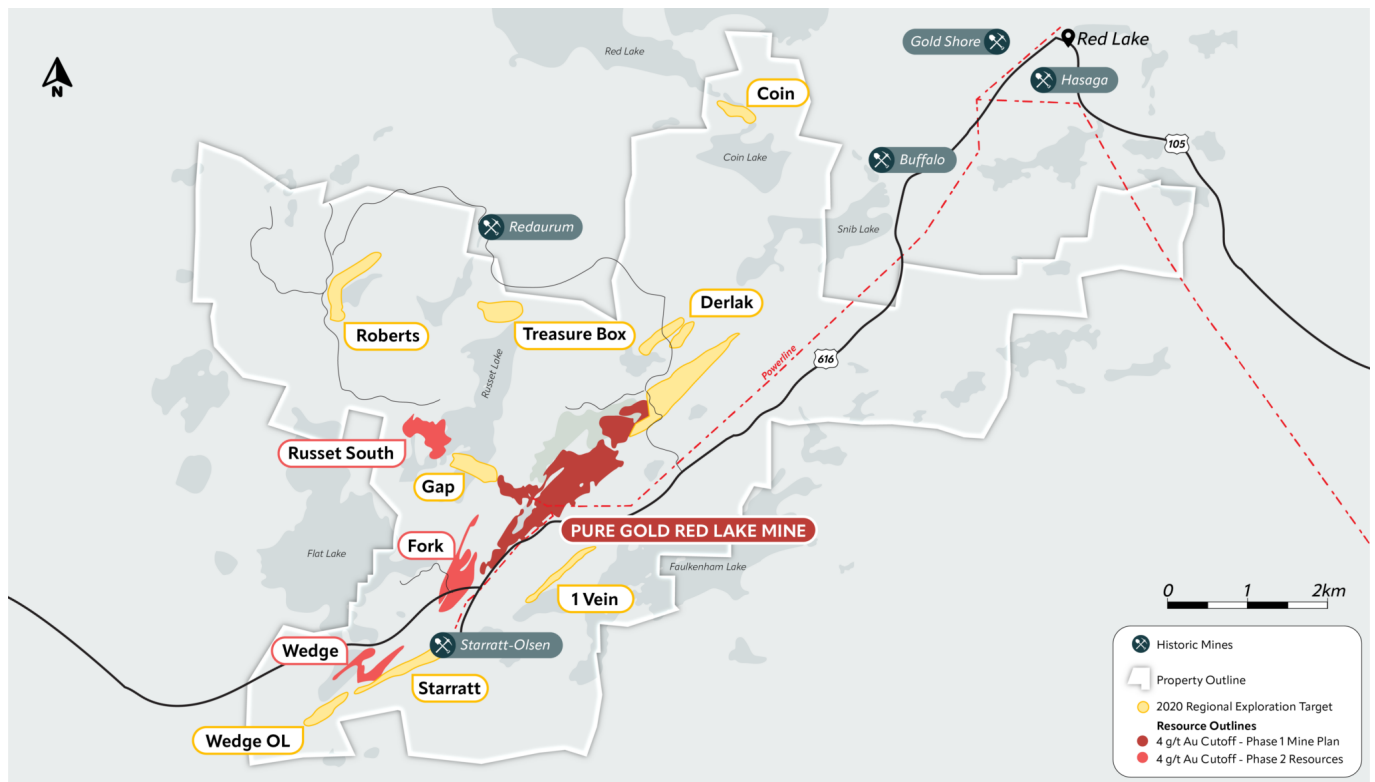 Red Lake
Gold Shore
Red Lake
Hasaga
Coin
105
Coin Lake
Buffalo
Redaurum
Snib Lake
Derlak
Roberts
Treasure Box
616
Powerline
Russet Lake
Russet South
Gap
PURE GOLD RED LAKE MINE
Fork
Flat Lake
Faulkenham Lake
1 Vein
Wedge
Starratt-Olsen
Starratt
Wedge OL
N
0 1 2km
Historic Mines
Property Outline
2020 Regional Exploration Target
Resource Outlines
4 g/t Au Cutoff - Phase 1 Mine Plan
4 g/t Au Cutoff - Phase 2 Resources